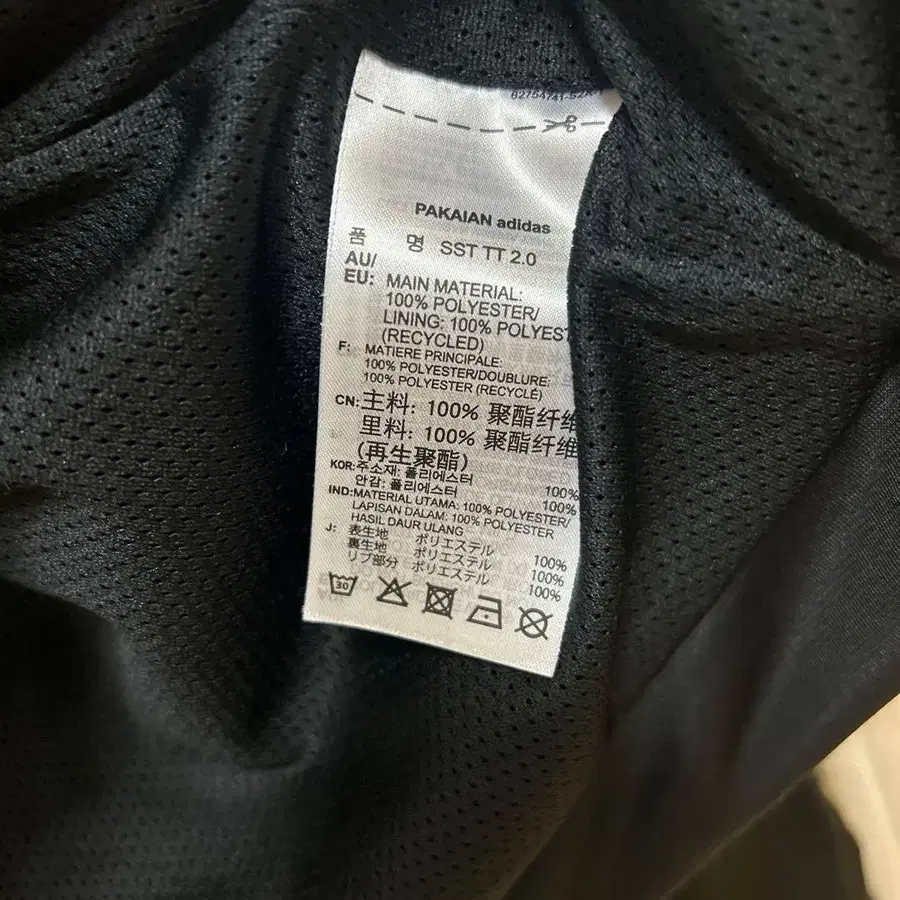 PAKAIAN adidas
품 명 SST TT 2.0
AU/
EU: MAIN MATERIAL:
100% POLYESTER/
LINING: 100% POLYEST
(RECYCLED)
F: MATIERE PRINCIPALE:
100% POLYESTER/DOUBLURE:
100% POLYESTER (RECYCLÉ)
CN: 主料: 100% 聚酯纤维
里料: 100% 聚酯纤维
(再生聚酯)
KOR: 주소재: 폴리에스터 100%
안감: 폴리에스터 100%
IND: MATERIAL UTAMA: 100% POLYESTER/
LAPISAN DALAM: 100% POLYESTER
HASIL DAUR ULANG
J: 表生地 ポリエステル 100%
裏生地 ポリエステル 100%
リブ部分 ポリエステル 100%
30